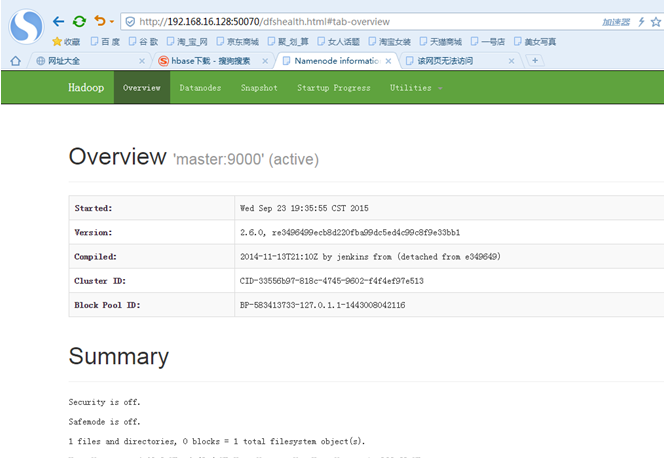 http://192.168.16.128:50070/dfshealth.html#tab-overview 加速器
收藏 百度 谷歌 淘_宝_网 京东商城 聚_划_算 女人话题 淘宝女装 天猫商城 一号店 美女写真
网址大全 hbase下载 - 搜狗搜索 Namenode informatio 该网页无法访问
Hadoop Overview Datanodes Snapshot Startup Progress Utilities
Overview 'master:9000' (active)
Started: Wed Sep 23 19:35:55 CST 2015
Version: 2.6.0, re3496499ecb8d220fba99dc5ed4c99c8f9e33bb1
Compiled: 2014-11-13T21:10Z by jenkins from (detached from e349649)
Cluster ID: CID-33556b97-818c-4745-9602-f4f4ef97e513
Block Pool ID: BP-583413733-127.0.1.1-1443008042116
Summary
Security is off.
Safemode is off.
1 files and directories, 0 blocks = 1 total filesystem object(s).